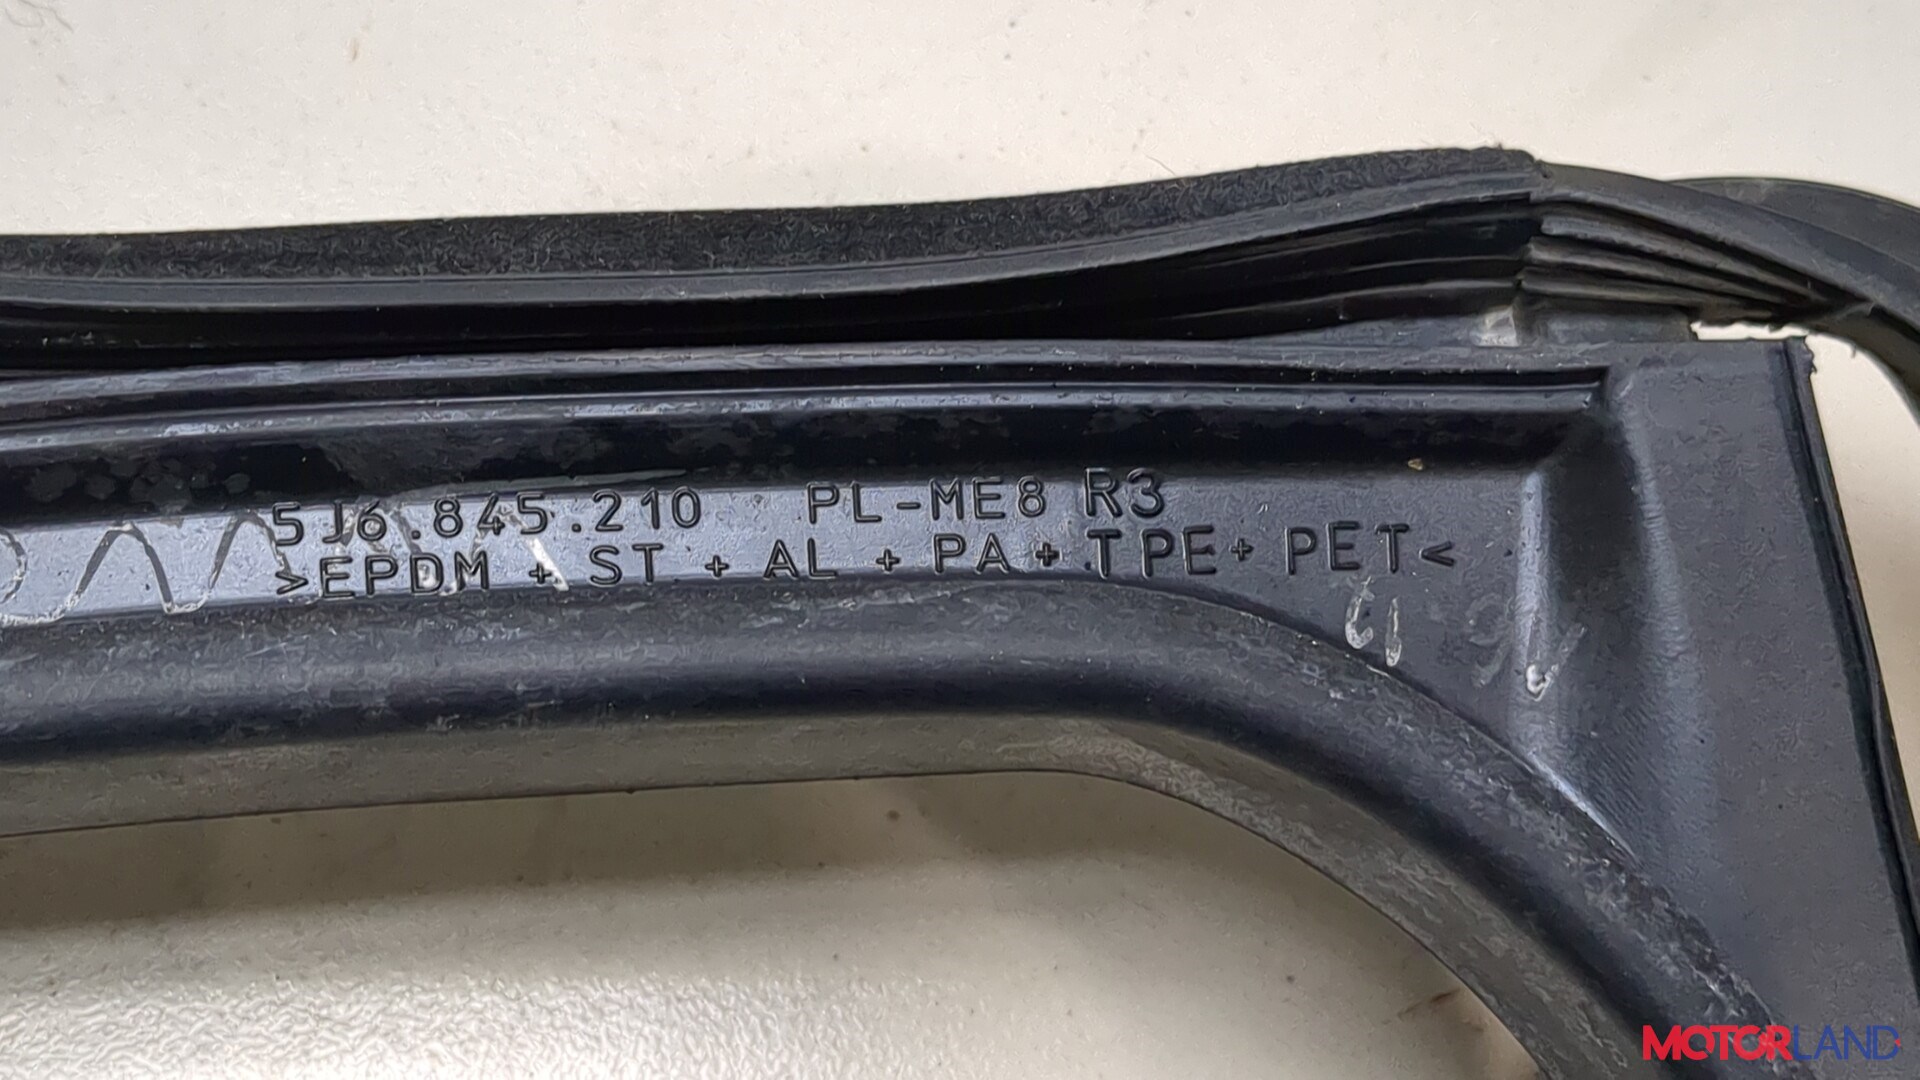 5J6.845.210 PL-ME8 R3
>EPDM + ST + AL + PA + TPE + PET<
MOTORLAND